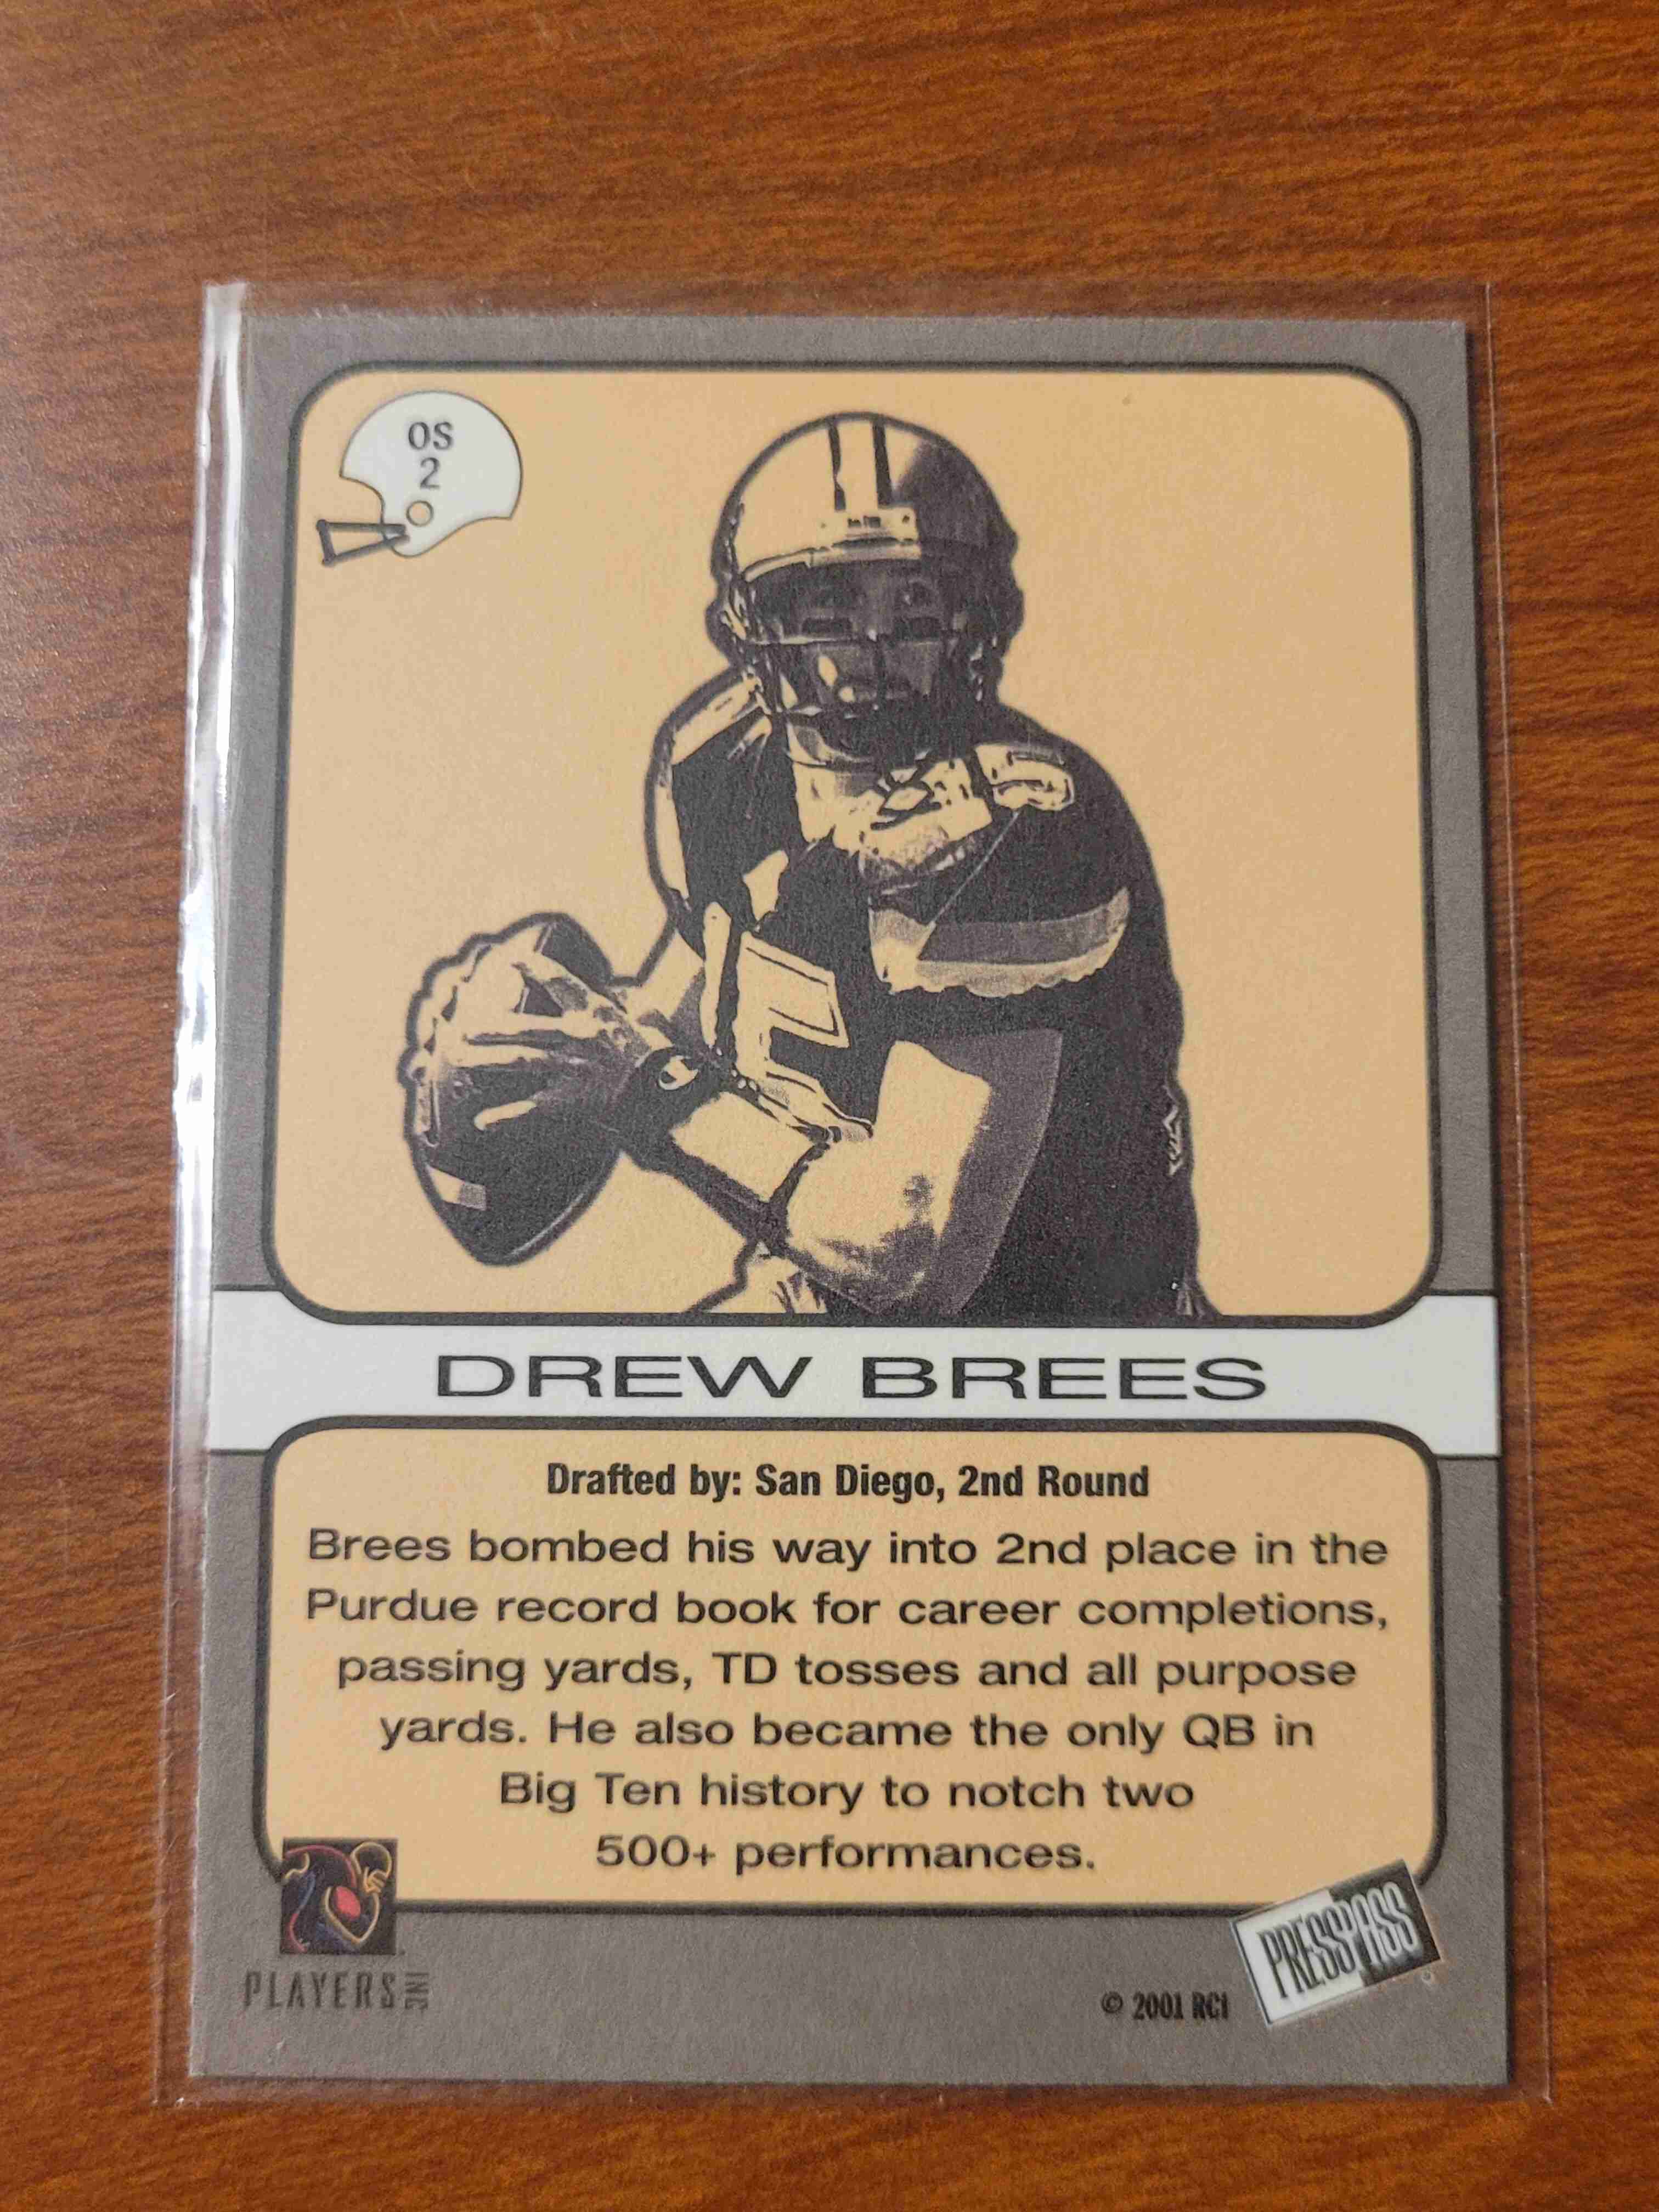 OS
2
DREW BREES
Drafted by: San Diego, 2nd Round
Brees bombed his way into 2nd place in the
Purdue record book for career completions,
passing yards, TD tosses and all purpose
yards. He also became the only QB in
Big Ten history to notch two
500+ performances.
PLAYERS INC
© 2001 RCI
PRESS PASS